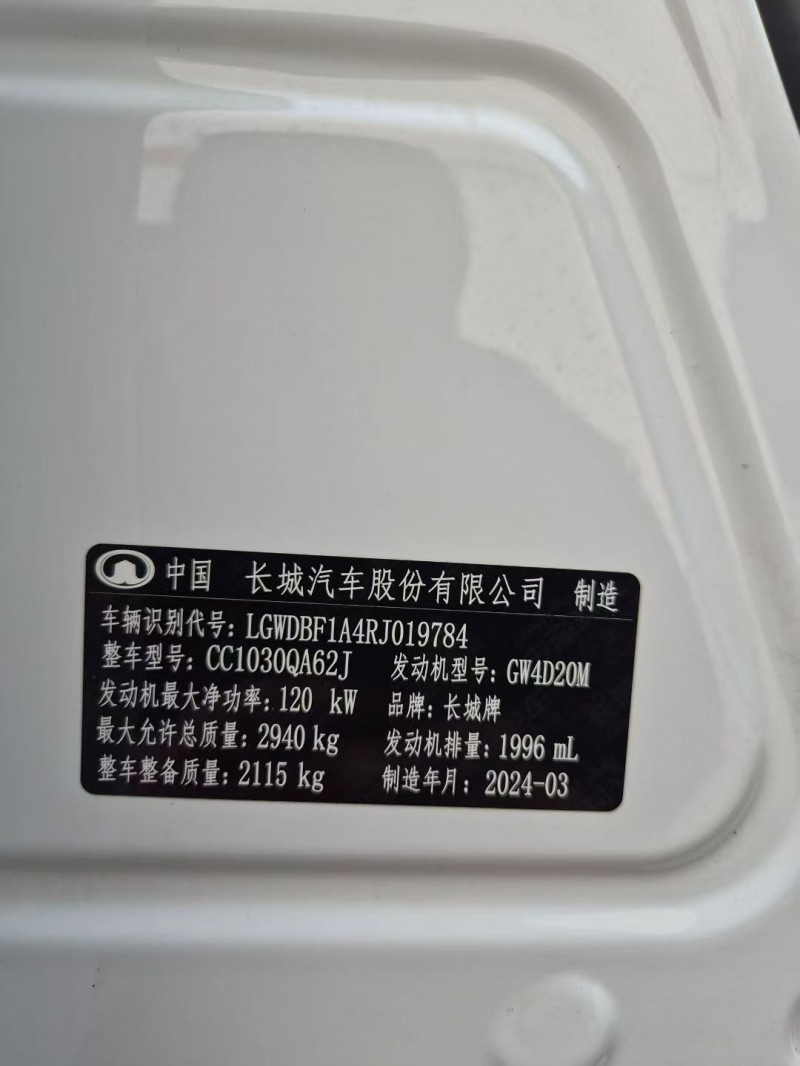 中国 长城汽车股份有限公司 制造
车辆识别代号: LGWDBF1A4RJ019784
整车型号: CC1030QA62J 发动机型号: GW4D20M
发动机最大净功率: 120 kW 品牌: 长城牌
最大允许总质量: 2940 kg 发动机排量: 1996 mL
整车整备质量: 2115 kg 制造年月: 2024-03